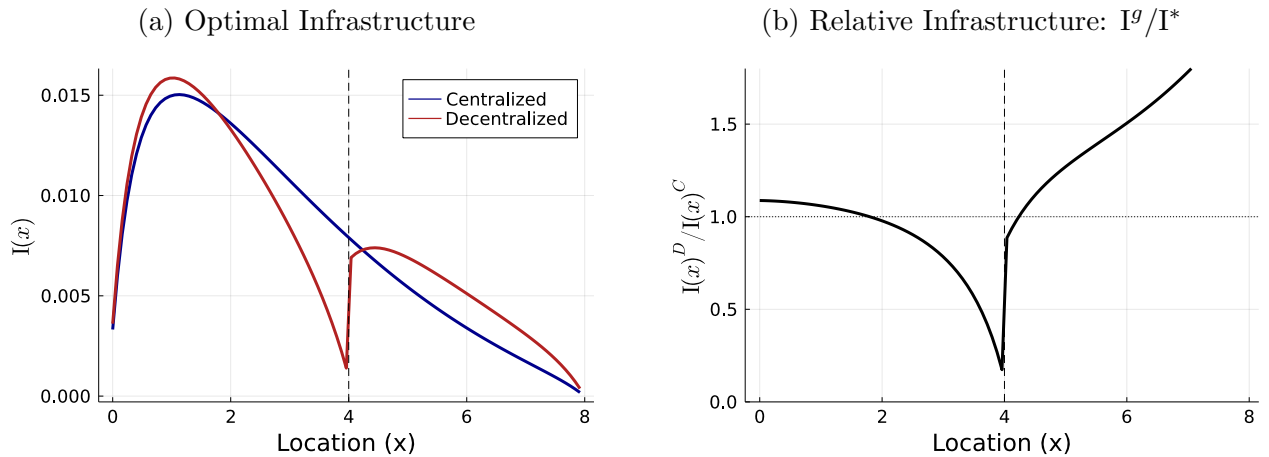 (a) Optimal Infrastructure
I(x)
0.015
0.010
0.005
0.000
0
2
4
6
8
Location (x)
Centralized
Decentralized
(b) Relative Infrastructure: I^g/I^*
I(x)^D/I(x)^C
1.5
1.0
0.5
0.0
0
2
4
6
8
Location (x)